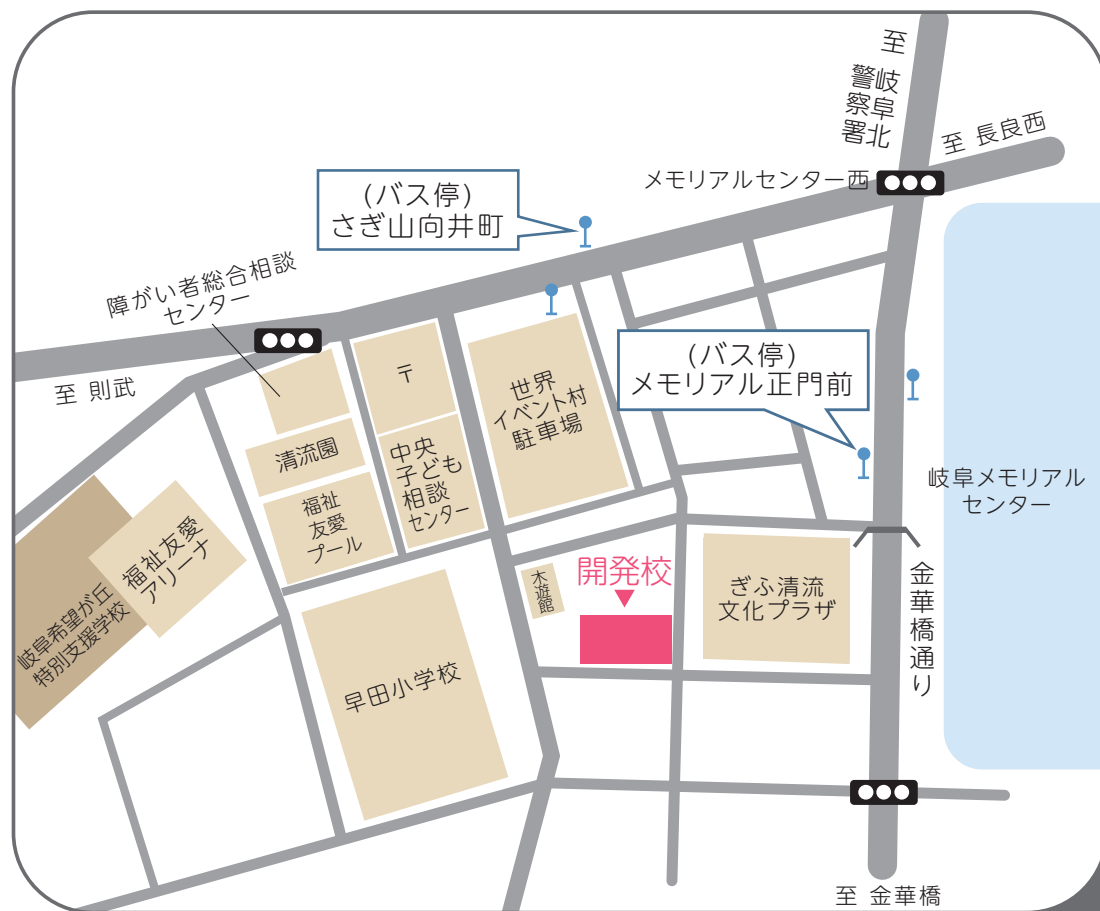 至
岐阜北
警察署
至 長良西
メモリアルセンター西
(バス停)
さぎ山向井町
障がい者総合相談
センター
至 則武
(バス停)
メモリアル正門前
〒
世界
イベント村
駐車場
清流園
中央
子ども
相談
センター
福祉
友愛
プール
岐阜メモリアル
センター
福祉友愛
アリーナ
岐阜希望が丘
特別支援学校
木遊館
開発校
ぎふ清流
文化プラザ
金華橋通り
早田小学校
至 金華橋